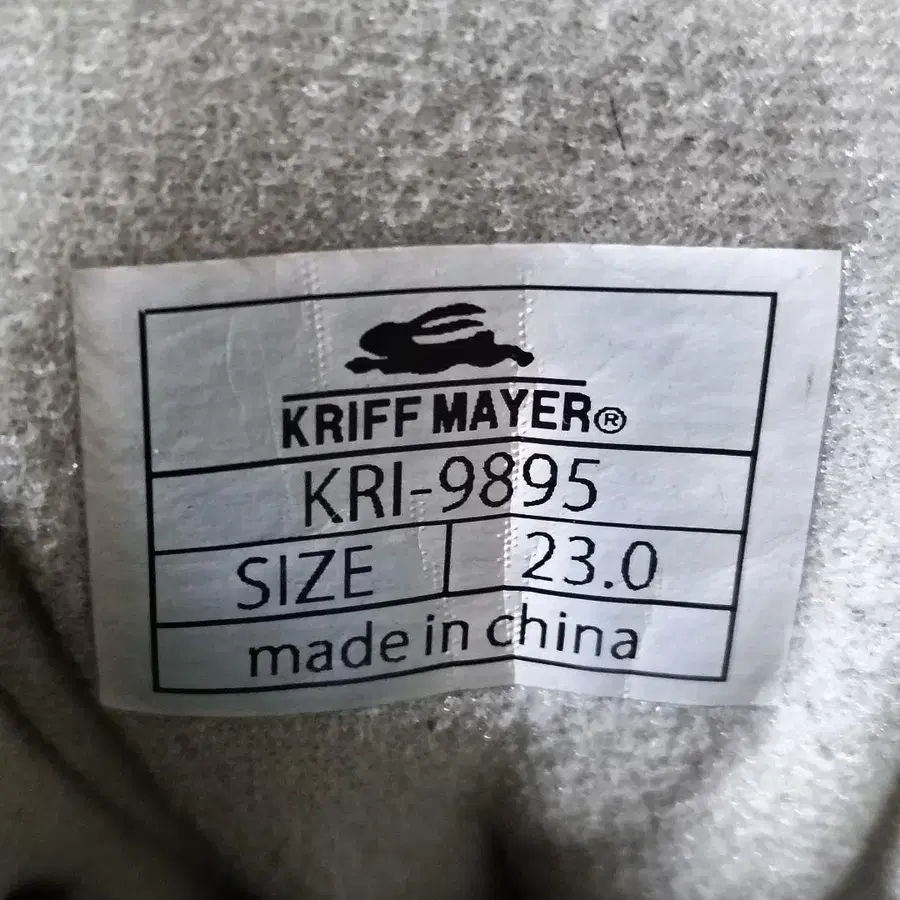 KRIFF MAYER®
KRI-9895
SIZE 23.0
made in china